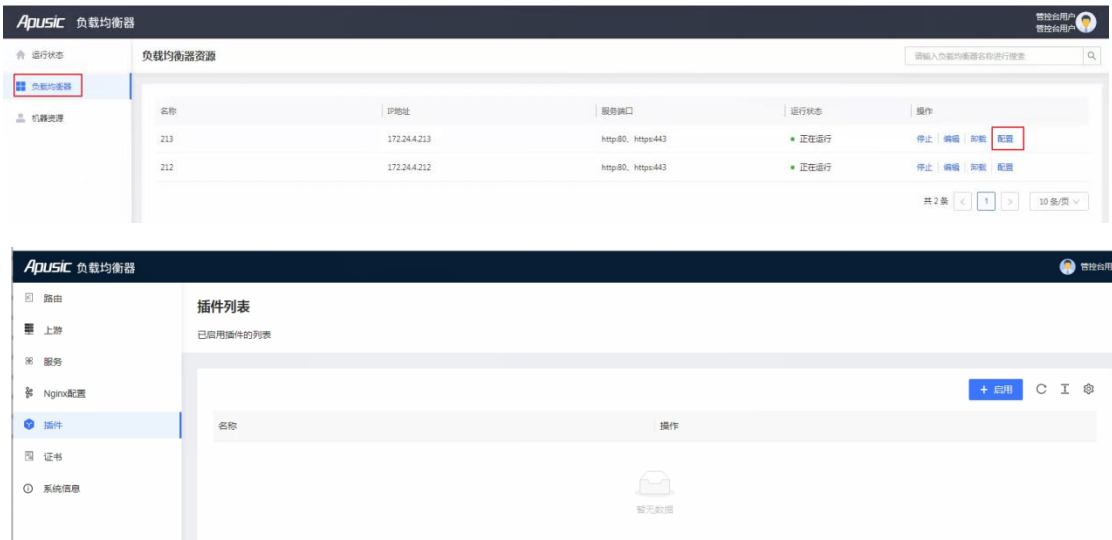 Apusic 负载均衡器
管控台用户
管控台用户
运行状态
负载均衡器资源
请输入负载均衡器名称进行搜索
负载均衡器
机器资源
名称 IP地址 服务端口 运行状态 操作
213 172.24.4.213 http:80、https:443 正在运行 停止 编辑 卸载 配置
212 172.24.4.212 http:80、https:443 正在运行 停止 编辑 卸载 配置
共 2 条 < 1 > 10 条/页
Apusic 负载均衡器
管控台用
路由
插件列表
上游
已启用插件的列表
服务
Nginx配置
+ 启用
插件
名称 操作
证书
系统信息
暂无数据